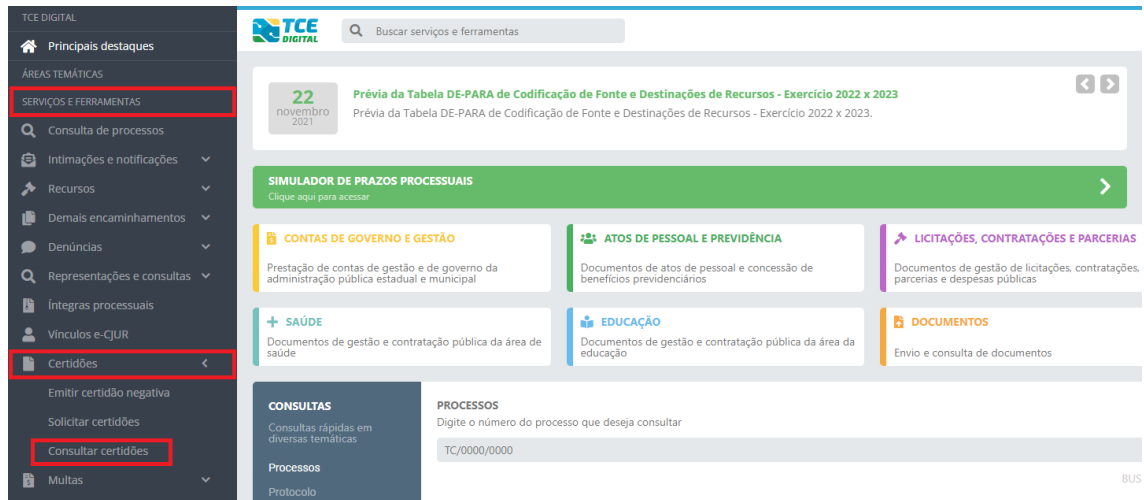 TCE DIGITAL
Principais destaques
ÁREAS TEMÁTICAS
SERVIÇOS E FERRAMENTAS
Consulta de processos
Intimações e notificações
Recursos
Demais encaminhamentos
Denúncias
Representações e consultas
Íntegras processuais
Vínculos e-CJUR
Certidões
Emitir certidão negativa
Solicitar certidões
Consultar certidões
Multas
TCE
DIGITAL
Buscar serviços e ferramentas
22
novembro
2021
Prévia da Tabela DE-PARA de Codificação de Fonte e Destinações de Recursos - Exercício 2022 x 2023
Prévia da Tabela DE-PARA de Codificação de Fonte e Destinações de Recursos - Exercício 2022 x 2023.
SIMULADOR DE PRAZOS PROCESSUAIS
Clique aqui para acessar
CONTAS DE GOVERNO E GESTÃO
Prestação de contas de gestão e de governo da
administração pública estadual e municipal
ATOS DE PESSOAL E PREVIDÊNCIA
Documentos de atos de pessoal e concessão de
benefícios previdenciários
LICITAÇÕES, CONTRATAÇÕES E PARCERIAS
Documentos de gestão de licitações, contratações,
parcerias e despesas públicas
SAÚDE
Documentos de gestão e contratação pública da área de
saúde
EDUCAÇÃO
Documentos de gestão e contratação pública da área da
educação
DOCUMENTOS
Envio e consulta de documentos
CONSULTAS
Consultas rápidas em
diversas temáticas
Processos
Protocolo
PROCESSOS
Digite o número do processo que deseja consultar
TC/0000/0000
BUS